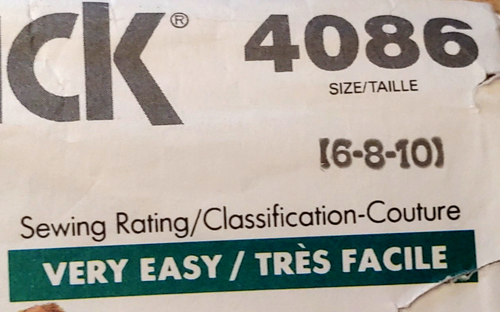 ICK® 4086
SIZE/TAILLE
[6-8-10]
Sewing Rating/Classification-Couture
VERY EASY / TRÈS FACILE